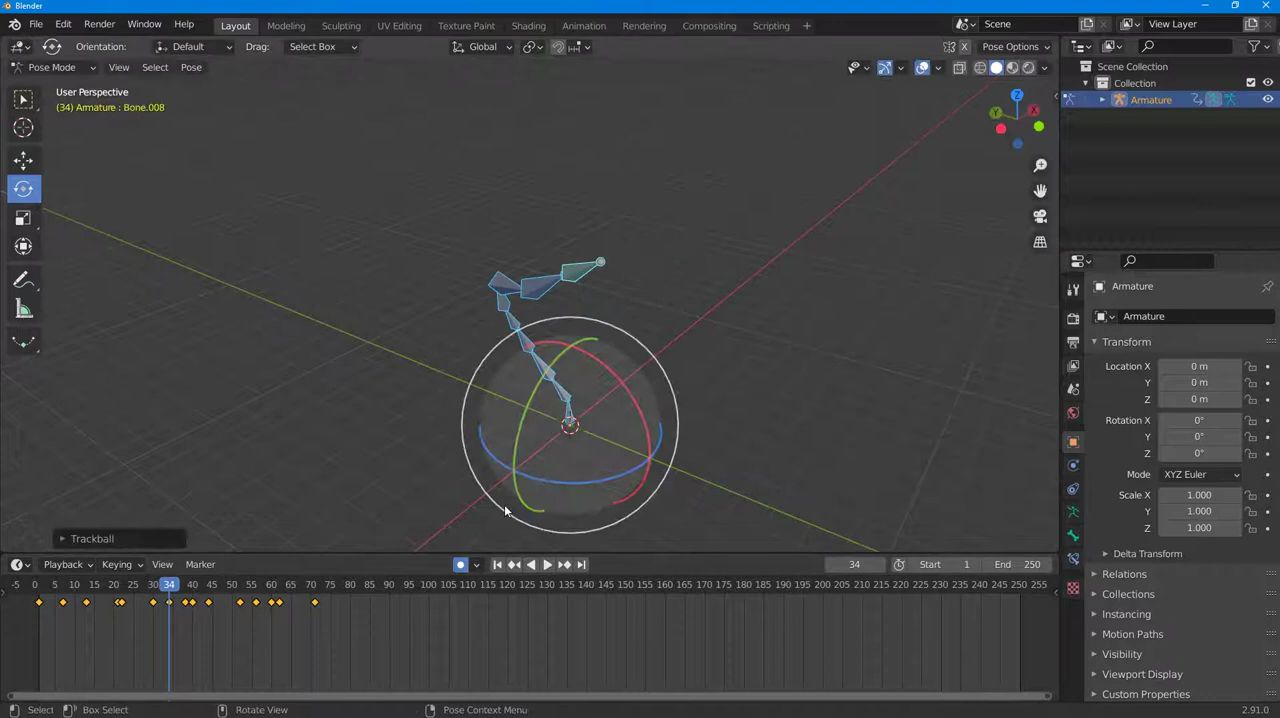 Blender
File Edit Render Window Help Layout Modeling Sculpting UV Editing Texture Paint Shading Animation Rendering Compositing Scripting + Scene View Layer
Orientation: Default Drag: Select Box Global X Pose Options
Pose Mode View Select Pose
User Perspective
(34) Armature : Bone.008
Z
Y X
Scene Collection
Collection
Armature
Armature
Armature
Transform
Location X 0 m
Y 0 m
Z 0 m
Rotation X 0°
Y 0°
Z 0°
Mode XYZ Euler
Scale X 1.000
Y 1.000
Z 1.000
Delta Transform
Relations
Collections
Instancing
Motion Paths
Visibility
Viewport Display
Custom Properties
Trackball
Playback Keying View Marker 34 Start 1 End 250
-5 0 5 10 15 20 25 30 34 40 45 50 55 60 65 70 75 80 85 90 95 100 105 110 115 120 125 130 135 140 145 150 155 160 165 170 175 180 185 190 195 200 205 210 215 220 225 230 235 240 245 250 255
Select Box Select Rotate View Pose Context Menu 2.91.0